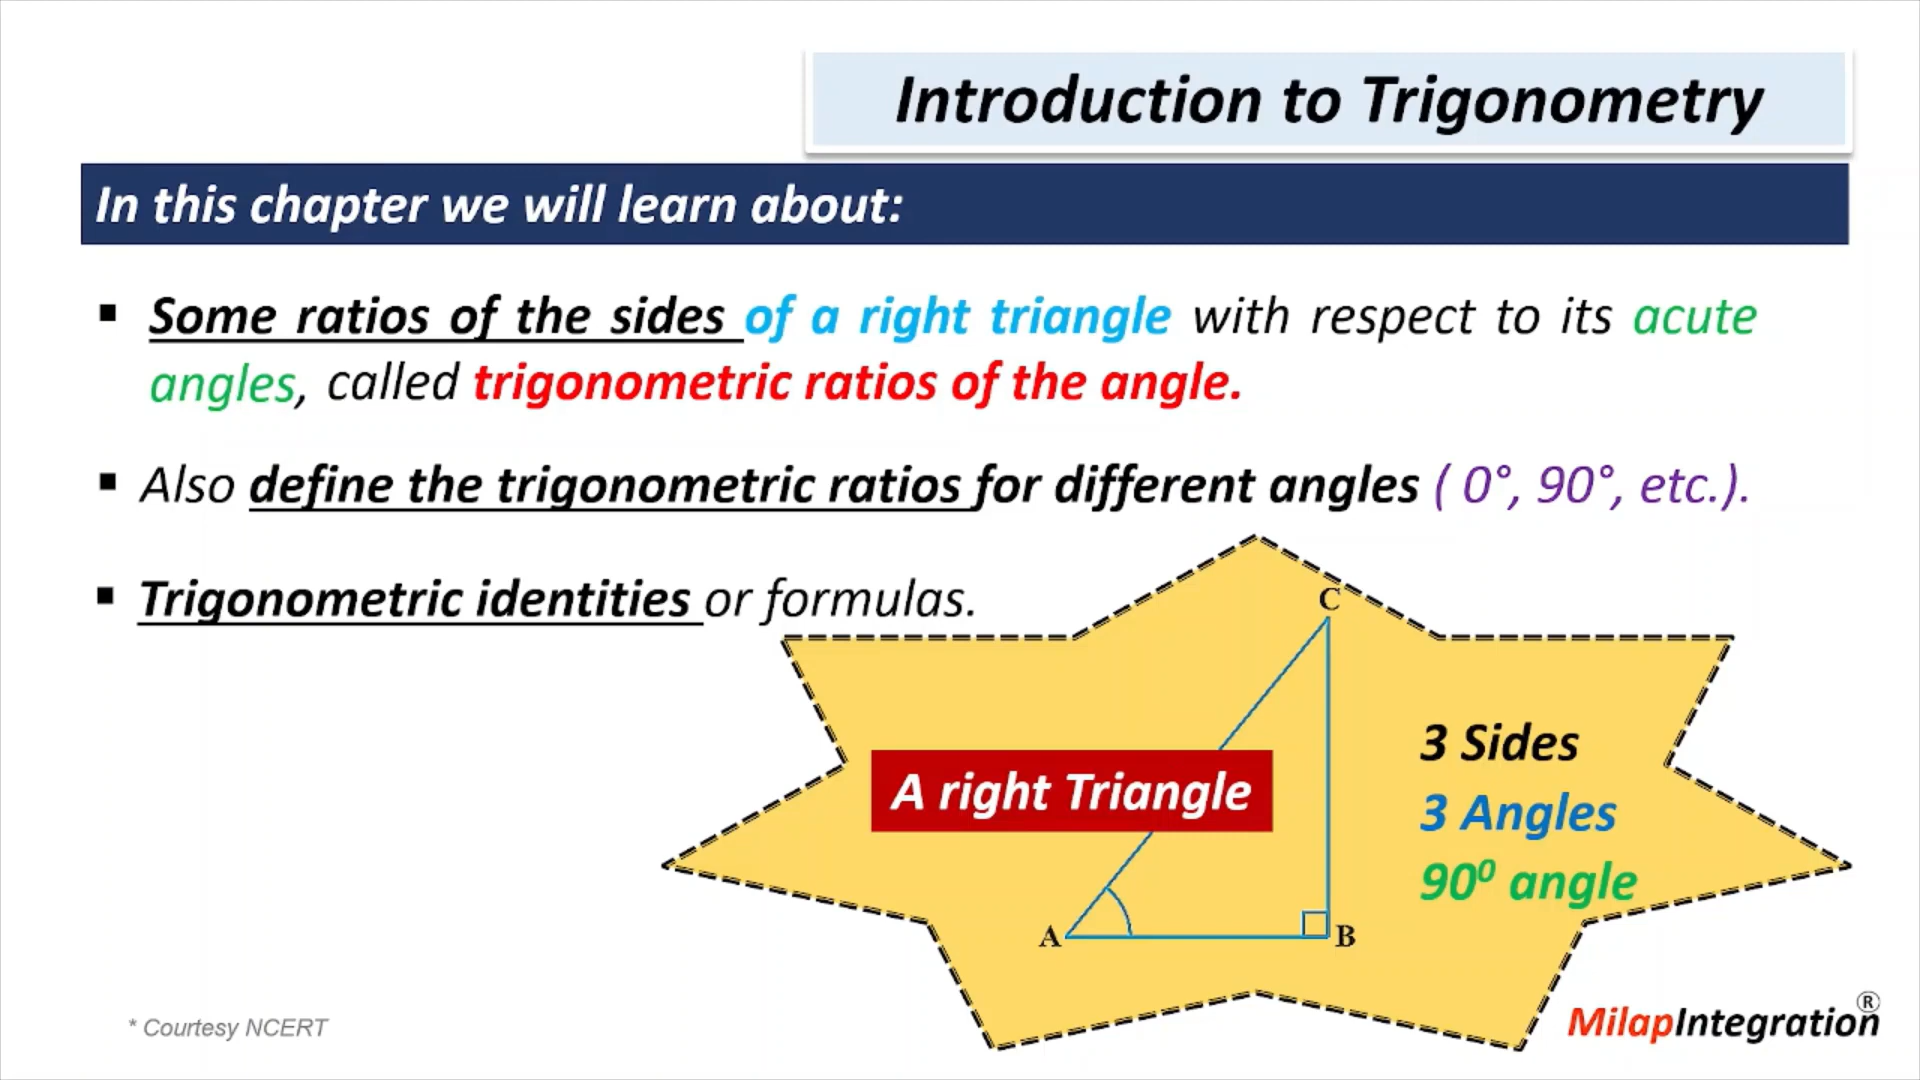 Introduction to Trigonometry
In this chapter we will learn about:
▪ Some ratios of the sides of a right triangle with respect to its acute
angles, called trigonometric ratios of the angle.
▪ Also define the trigonometric ratios for different angles ( 0°, 90°, etc.).
▪ Trigonometric identities or formulas.
C
3 Sides
A right Triangle
3 Angles
90⁰ angle
A
B
* Courtesy NCERT
MilapIntegration®